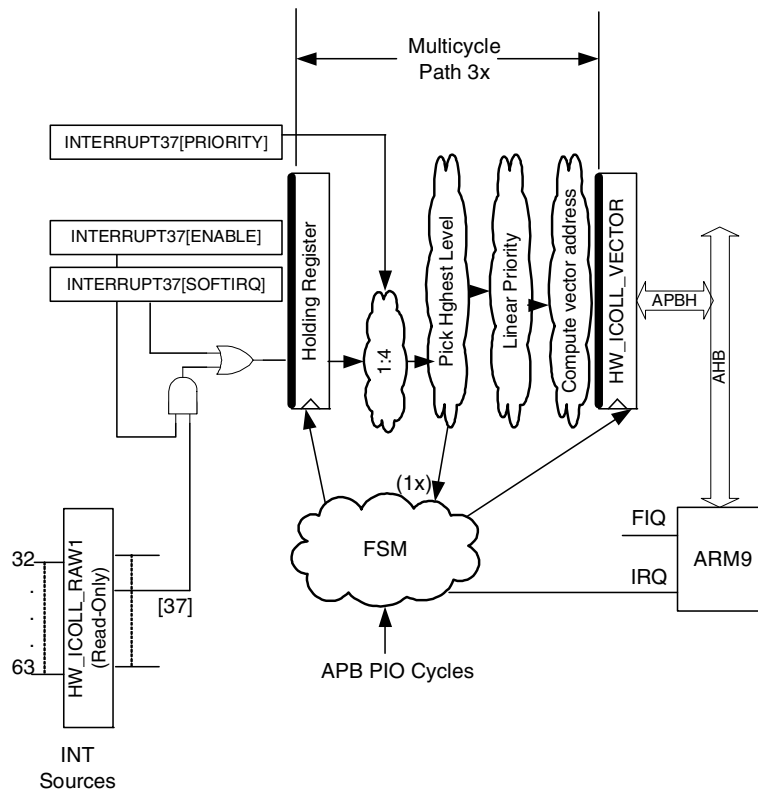 Multicycle
Path 3x
INTERRUPT37[PRIORITY]
INTERRUPT37[ENABLE]
INTERRUPT37[SOFTIRQ]
Holding Register
1:4
Pick Hghest Level
Linear Priority
Compute vector address
HW_ICOLL_VECTOR
APBH
AHB
(1x)
FSM
FIQ
IRQ
ARM9
32
.
.
.
63
HW_ICOLL_RAW1
(Read-Only)
[37]
APB PIO Cycles
INT
Sources